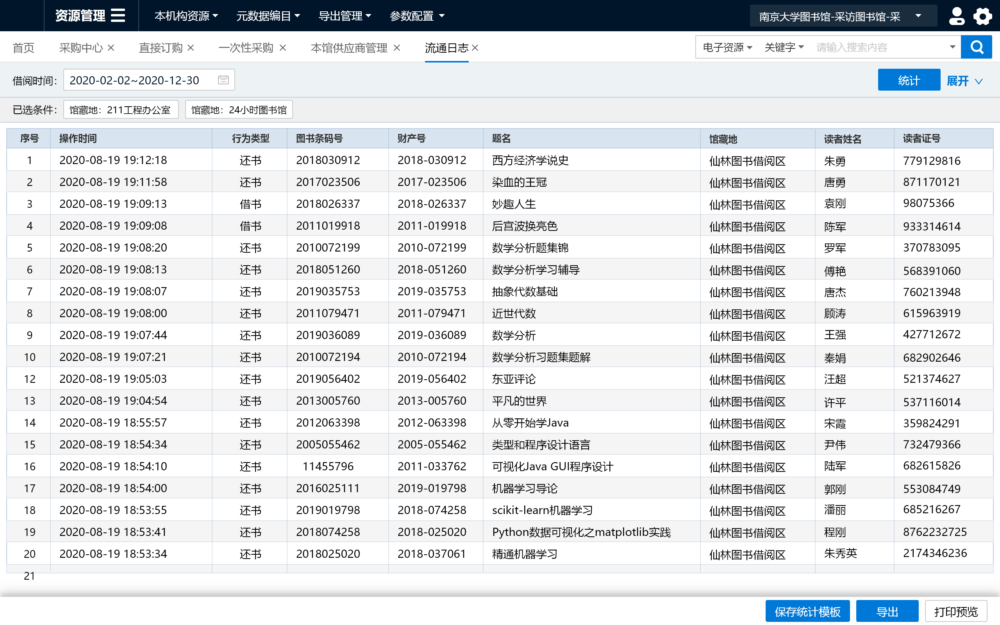 资源管理 本机构资源 元数据编目 导出管理 参数配置 南京大学图书馆-采访图书馆-采
首页 采购中心 直接订购 一次性采购 本馆供应商管理 流通日志 电子资源 关键字 请输入搜索内容
借阅时间： 2020-02-02~2020-12-30 统计 展开
已选条件： 馆藏地：211工程办公室 馆藏地：24小时图书馆
序号 操作时间 行为类型 图书条码号 财产号 题名 馆藏地 读者姓名 读者证号
1 2020-08-19 19:12:18 还书 2018030912 2018-030912 西方经济学说史 仙林图书借阅区 朱勇 779129816
2 2020-08-19 19:11:58 还书 2017023506 2017-023506 染血的王冠 仙林图书借阅区 唐勇 871170121
3 2020-08-19 19:09:13 借书 2018026337 2018-026337 妙趣人生 仙林图书借阅区 袁刚 98075366
4 2020-08-19 19:09:08 借书 2011019918 2011-019918 后宫波换亮色 仙林图书借阅区 陈军 933314614
5 2020-08-19 19:08:20 还书 2010072199 2010-072199 数学分析题集锦 仙林图书借阅区 罗军 370783095
6 2020-08-19 19:08:13 还书 2018051260 2018-051260 数学分析学习辅导 仙林图书借阅区 傅艳 568391060
7 2020-08-19 19:08:07 还书 2019035753 2019-035753 抽象代数基础 仙林图书借阅区 唐杰 760213948
8 2020-08-19 19:08:00 还书 2011079471 2011-079471 近世代数 仙林图书借阅区 顾涛 615963919
9 2020-08-19 19:07:44 还书 2019036089 2019-036089 数学分析 仙林图书借阅区 王强 427712672
10 2020-08-19 19:07:21 还书 2010072194 2010-072194 数学分析习题集题解 仙林图书借阅区 秦娟 682902646
12 2020-08-19 19:05:03 还书 2019056402 2019-056402 东亚评论 仙林图书借阅区 汪超 521374627
13 2020-08-19 19:04:54 还书 2013005760 2013-005760 平凡的世界 仙林图书借阅区 许平 537116014
14 2020-08-19 18:55:57 还书 2012063398 2012-063398 从零开始学Java 仙林图书借阅区 宋霞 359824291
15 2020-08-19 18:54:34 还书 2005055462 2005-055462 类型和程序设计语言 仙林图书借阅区 尹伟 732479366
16 2020-08-19 18:54:10 还书 11455796 2011-033762 可视化Java GUI程序设计 仙林图书借阅区 陆军 682615826
17 2020-08-19 18:54:00 还书 2016025111 2019-019798 机器学习导论 仙林图书借阅区 郭刚 553084749
18 2020-08-19 18:53:55 还书 2019019798 2018-074258 scikit-learn机器学习 仙林图书借阅区 潘丽 685216267
19 2020-08-19 18:53:41 还书 2018074258 2018-025020 Python数据可视化之matplotlib实践 仙林图书借阅区 程刚 8762232725
20 2020-08-19 18:53:34 还书 2018025020 2018-037061 精通机器学习 仙林图书借阅区 朱秀英 2174346236
21
保存统计模板 导出 打印预览